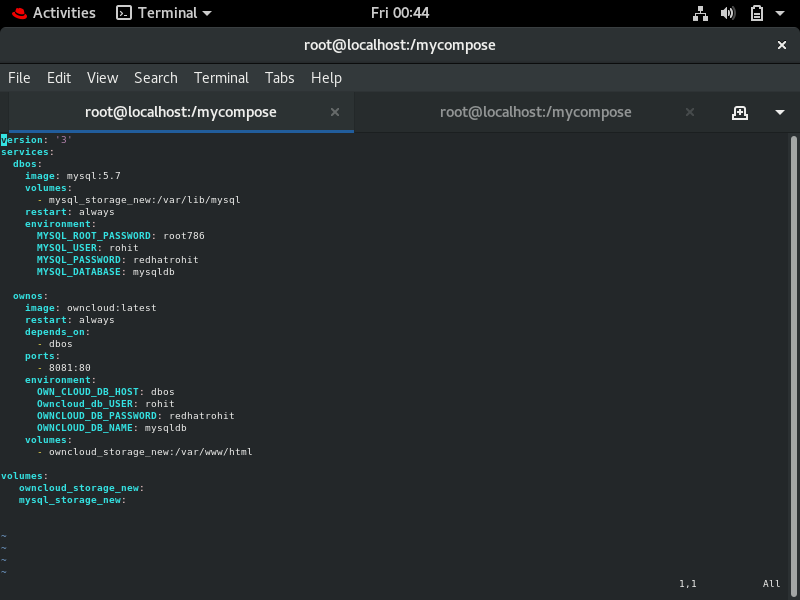 Activities Terminal Fri 00:44
root@localhost:/mycompose
File Edit View Search Terminal Tabs Help
root@localhost:/mycompose root@localhost:/mycompose
version: '3'
services:
  dbos:
    image: mysql:5.7
    volumes:
      - mysql_storage_new:/var/lib/mysql
    restart: always
    environment:
      MYSQL_ROOT_PASSWORD: root786
      MYSQL_USER: rohit
      MYSQL_PASSWORD: redhatrohit
      MYSQL_DATABASE: mysqldb
  ownos:
    image: owncloud:latest
    restart: always
    depends_on:
      - dbos
    ports:
      - 8081:80
    environment:
      OWN_CLOUD_DB_HOST: dbos
      Owncloud_db_USER: rohit
      OWNCLOUD_DB_PASSWORD: redhatrohit
      OWNCLOUD_DB_NAME: mysqldb
    volumes:
      - owncloud_storage_new:/var/www/html
volumes:
   owncloud_storage_new:
   mysql_storage_new:
~
~
~
~
1,1 All